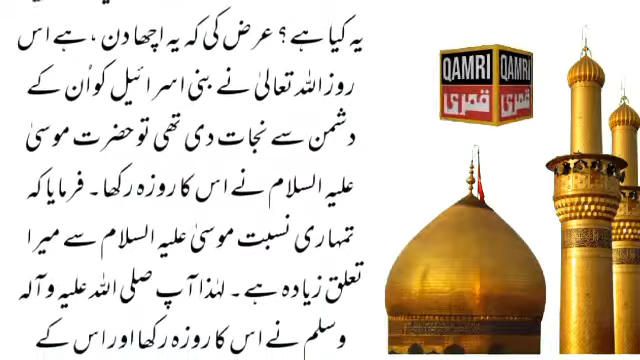 یہ کیا ہے؟ عرض کی کہ یہ اچھا دن، ہے اس
روز اللہ تعالیٰ نے بنی اسرائیل کو اُن کے
دشمن سے نجات دی تھی تو حضرت موسیٰ
علیہ السلام نے اس کا روزہ رکھا۔ فرمایا کہ
تمہاری نسبت موسیٰ علیہ السلام سے میرا
تعلق زیادہ ہے۔ لہٰذا آپ صلی اللہ علیہ وآلہ
وسلم نے اس کا روزہ رکھا اور اس کے
QAMRI QAMRI
قمری قمری